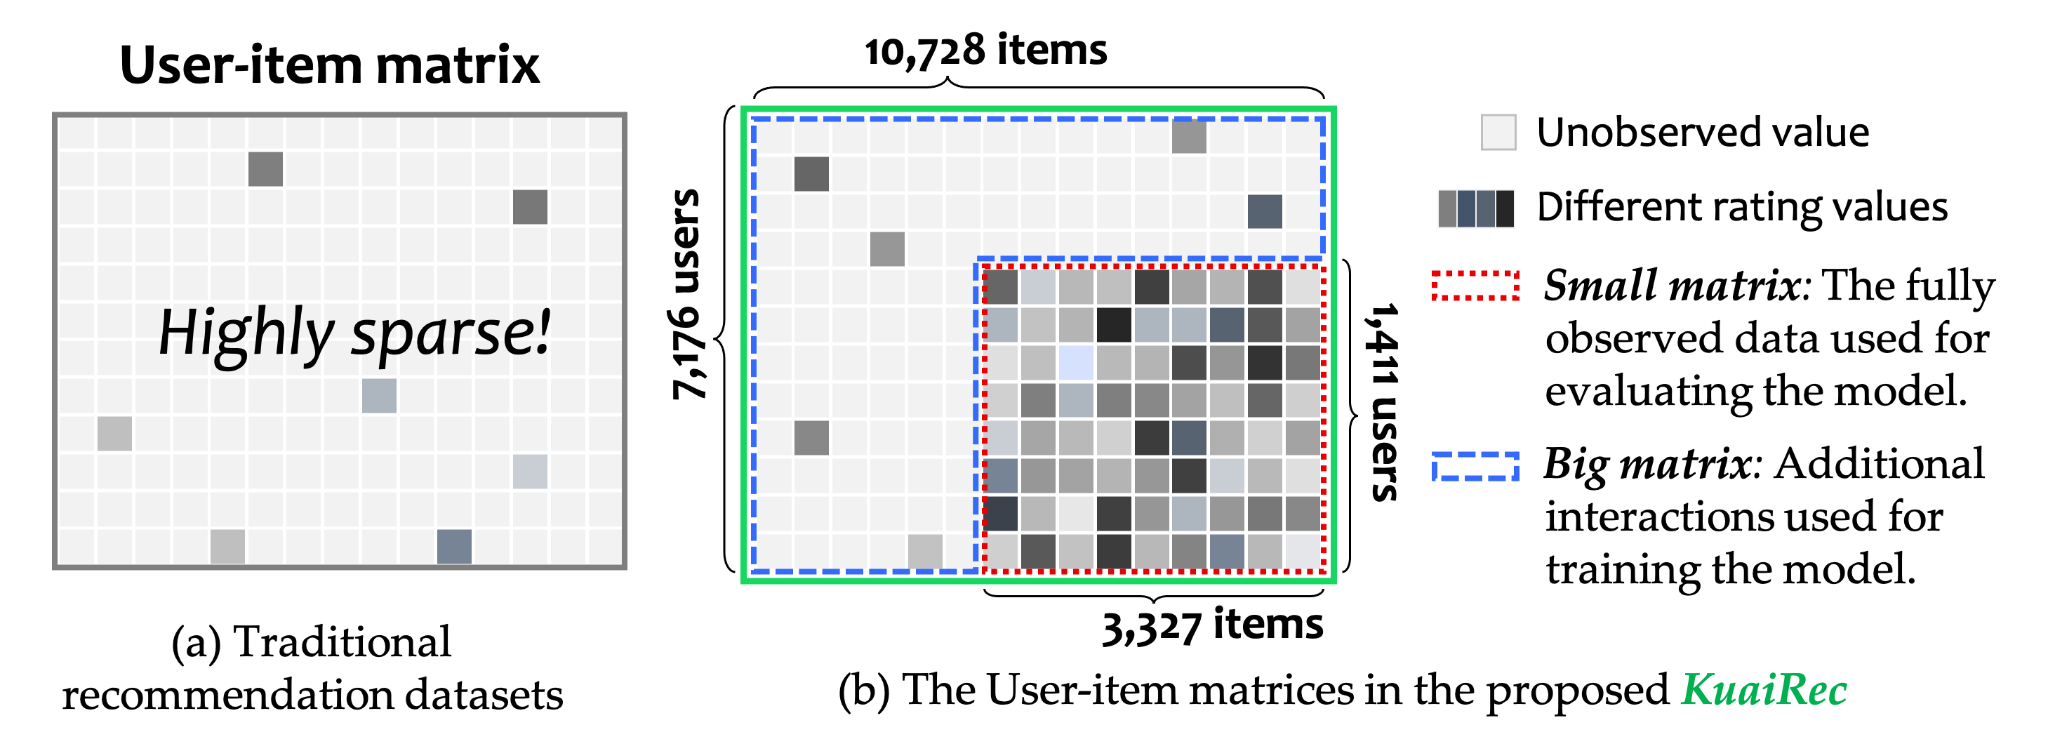 User-item matrix
Highly sparse!
(a) Traditional
recommendation datasets
10,728 items
7,176 users
1,411 users
3,327 items
(b) The User-item matrices in the proposed KuaiRec
Unobserved value
Different rating values
Small matrix: The fully
observed data used for
evaluating the model.
Big matrix: Additional
interactions used for
training the model.